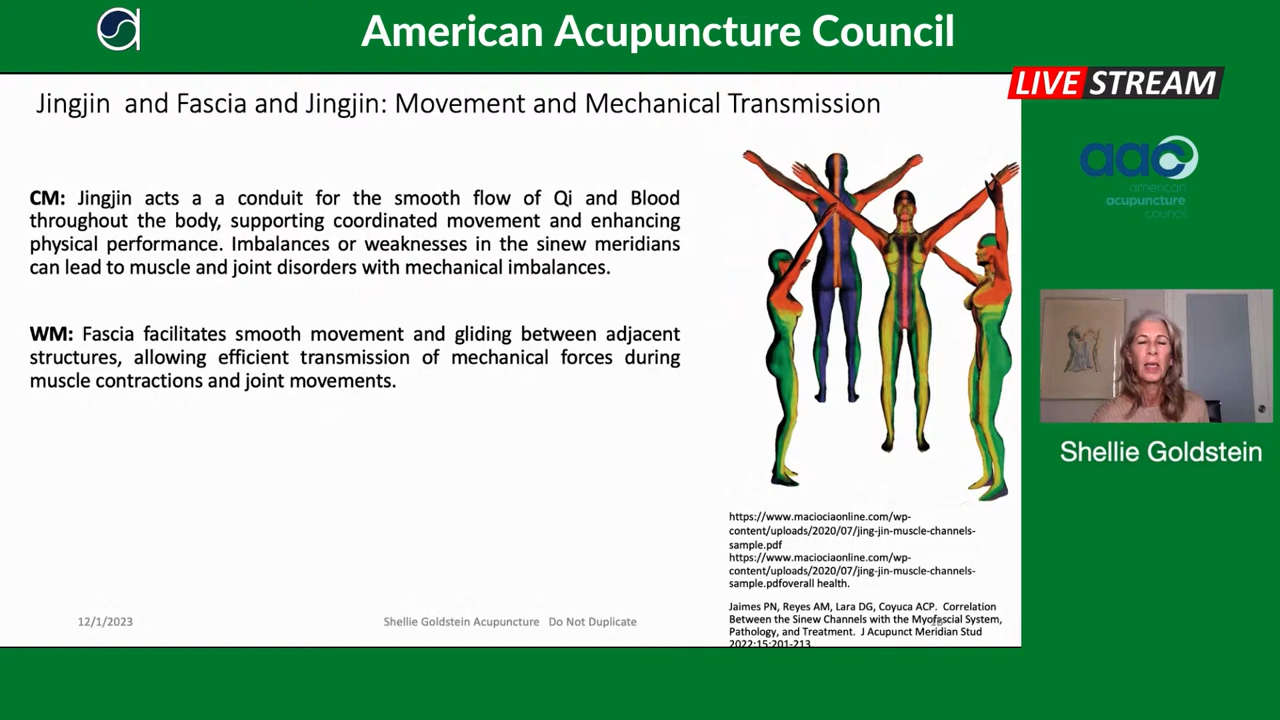 American Acupuncture Council
LIVE STREAM
Jingjin and Fascia and Jingjin: Movement and Mechanical Transmission
CM: Jingjin acts a a conduit for the smooth flow of Qi and Blood
throughout the body, supporting coordinated movement and enhancing
physical performance. Imbalances or weaknesses in the sinew meridians
can lead to muscle and joint disorders with mechanical imbalances.
WM: Fascia facilitates smooth movement and gliding between adjacent
structures, allowing efficient transmission of mechanical forces during
muscle contractions and joint movements.
https://www.maciociaonline.com/wp-
content/uploads/2020/07/jing-jin-muscle-channels-
sample.pdf
https://www.maciociaonline.com/wp-
content/uploads/2020/07/jing-jin-muscle-channels-
sample.pdfoverall health.
Jaimes PN, Reyes AM, Lara DG, Coyuca ACP. Correlation
Between the Sinew Channels with the Myofascial System,
Pathology, and Treatment. J Acupunct Meridian Stud
2022;15:201-213.
12/1/2023
Shellie Goldstein Acupuncture Do Not Duplicate
aac
american
acupuncture
council
Shellie Goldstein